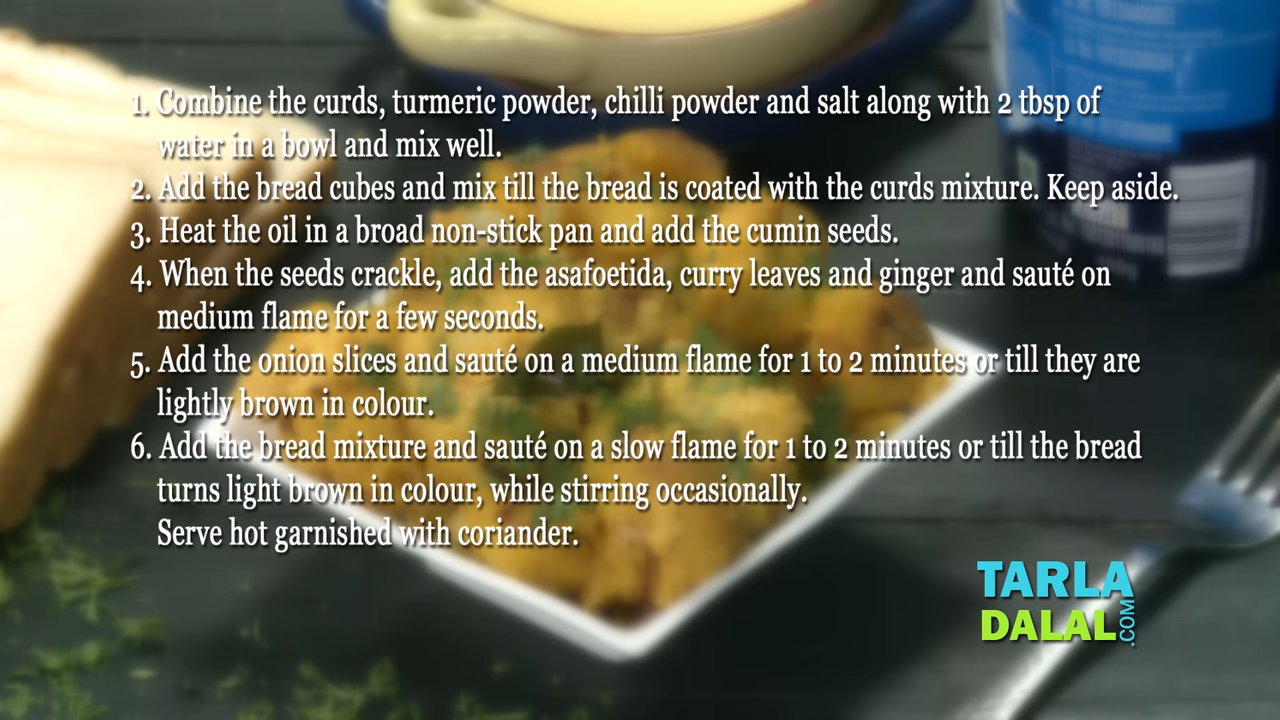 1. Combine the curds, turmeric powder, chilli powder and salt along with 2 tbsp of
water in a bowl and mix well.
2. Add the bread cubes and mix till the bread is coated with the curds mixture. Keep aside.
3. Heat the oil in a broad non-stick pan and add the cumin seeds.
4. When the seeds crackle, add the asafoetida, curry leaves and ginger and sauté on
medium flame for a few seconds.
5. Add the onion slices and sauté on a medium flame for 1 to 2 minutes or till they are
lightly brown in colour.
6. Add the bread mixture and sauté on a slow flame for 1 to 2 minutes or till the bread
turns light brown in colour, while stirring occasionally.
Serve hot garnished with coriander.
TARLA
DALAL
.COM